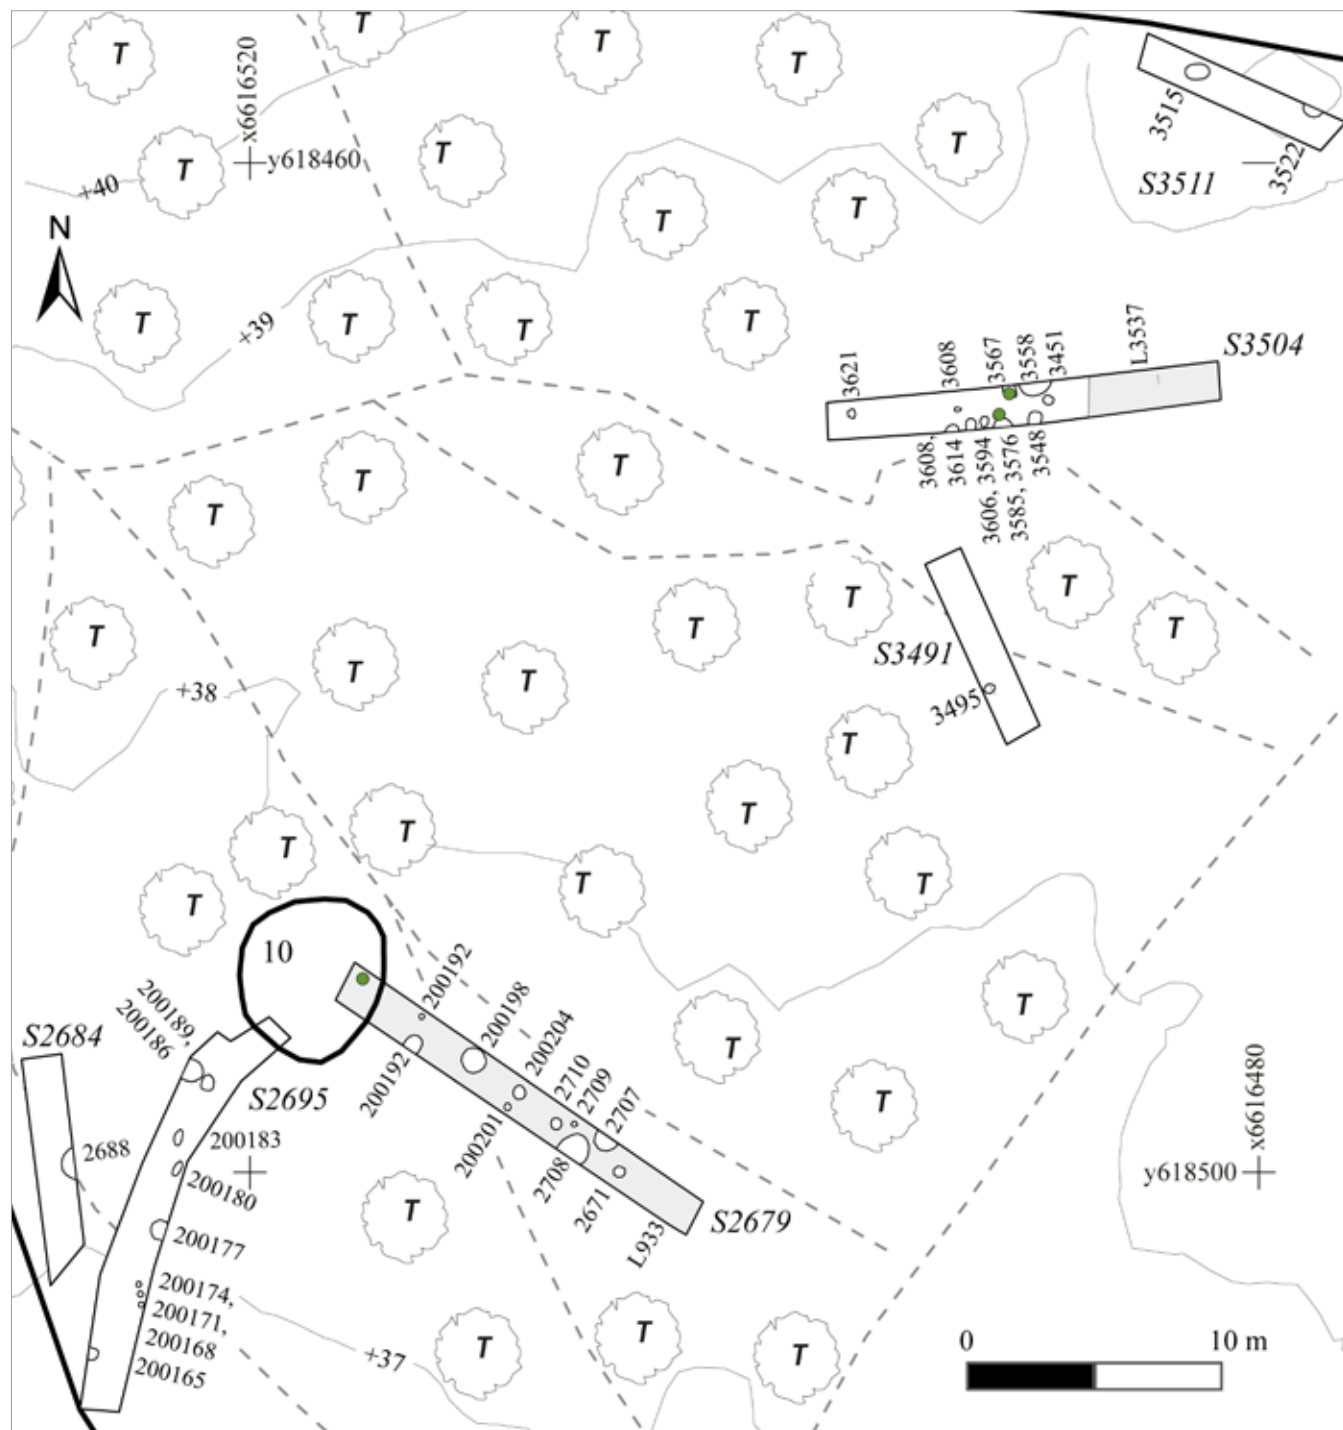 T
T
T
T
x6616520
y618460
T
T
T
+40
3515
3522
S3511
N
T
T
+39
T
T
T
T
3621
3608
3567
3558
3451
L3537
S3504
3608,
3614
3606, 3594
3585, 3576
3548
T
T
T
T
T
T
T
T
T
S3491
3495
+38
T
T
T
T
T
T
T
T
T
10
200192
200198
200204
2710
2709
2707
200189,
200186
S2684
S2695
200192
200201
2708
2671
L933
S2679
T
T
T
2688
200183
200180
200177
200174,
200171,
200168
200165
T
x6616480
y618500
+37
T
T
T
0
10 m